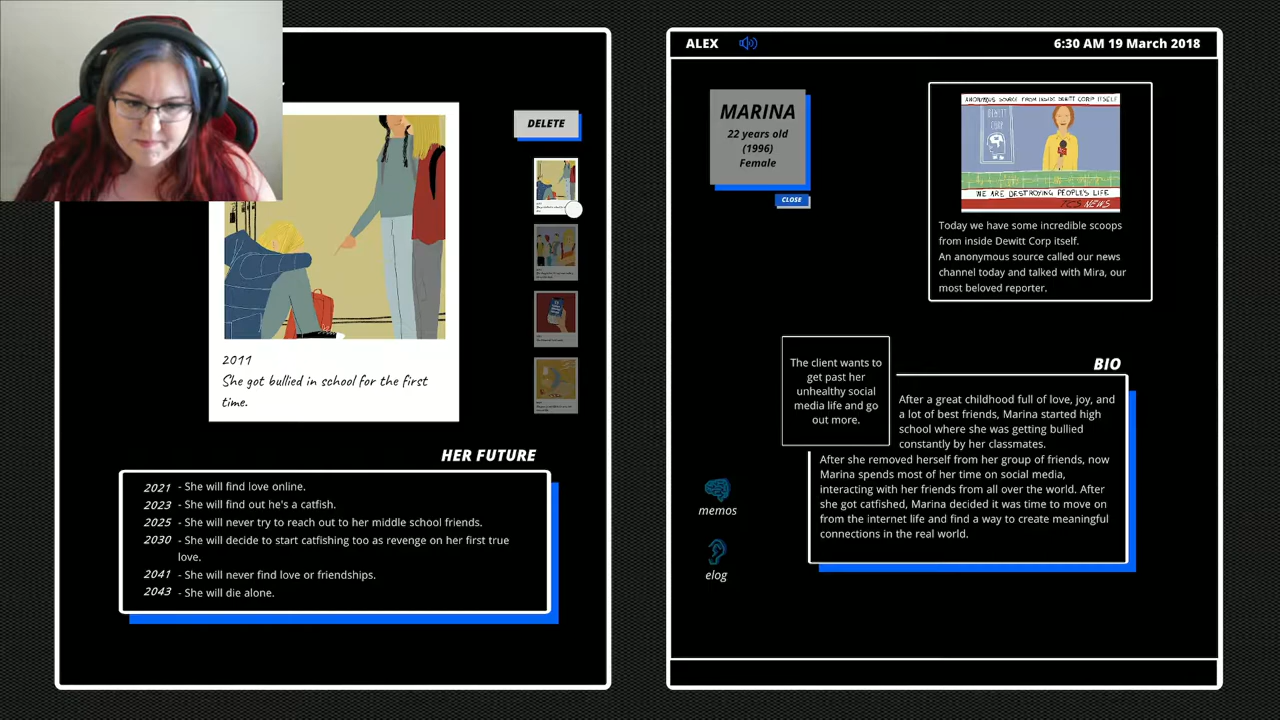 DELETE
2011
She got bullied in school for the first
time.
HER FUTURE
2021 - She will find love online.
2023 - She will find out he's a catfish.
2025 - She will never try to reach out to her middle school friends.
2030 - She will decide to start catfishing too as revenge on her first true
love.
2041 - She will never find love or friendships.
2043 - She will die alone.
ALEX
6:30 AM 19 March 2018
MARINA
22 years old
(1996)
Female
CLOSE
ANONYMOUS SOURCE FROM INSIDE DEWITT CORP ITSELF
DEWITT
CORP
WE ARE DESTROYING PEOPLE'S LIFE
NEWS
Today we have some incredible scoops
from inside Dewitt Corp itself.
An anonymous source called our news
channel today and talked with Mira, our
most beloved reporter.
The client wants to
get past her
unhealthy social
media life and go
out more.
BIO
After a great childhood full of love, joy, and
a lot of best friends, Marina started high
school where she was getting bullied
constantly by her classmates.
After she removed herself from her group of friends, now
Marina spends most of her time on social media,
interacting with her friends from all over the world. After
she got catfished, Marina decided it was time to move on
from the internet life and find a way to create meaningful
connections in the real world.
memos
elog